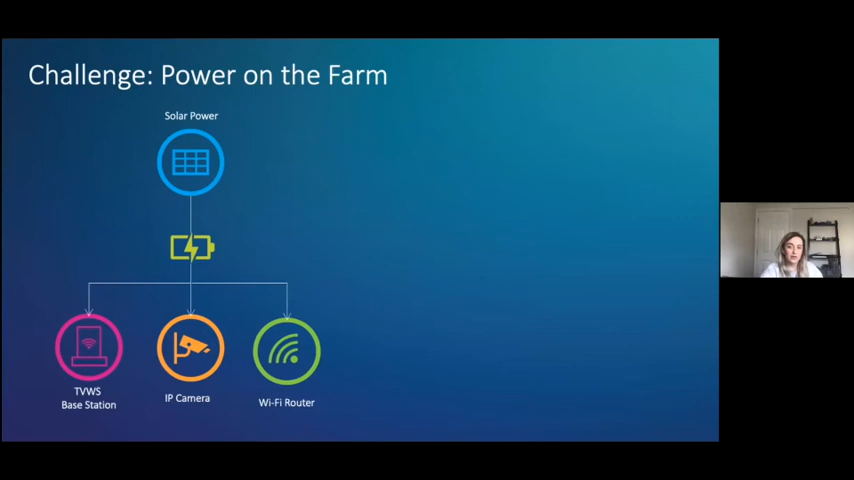 Challenge: Power on the Farm
Solar Power
TVWS
Base Station
IP Camera
Wi-Fi Router